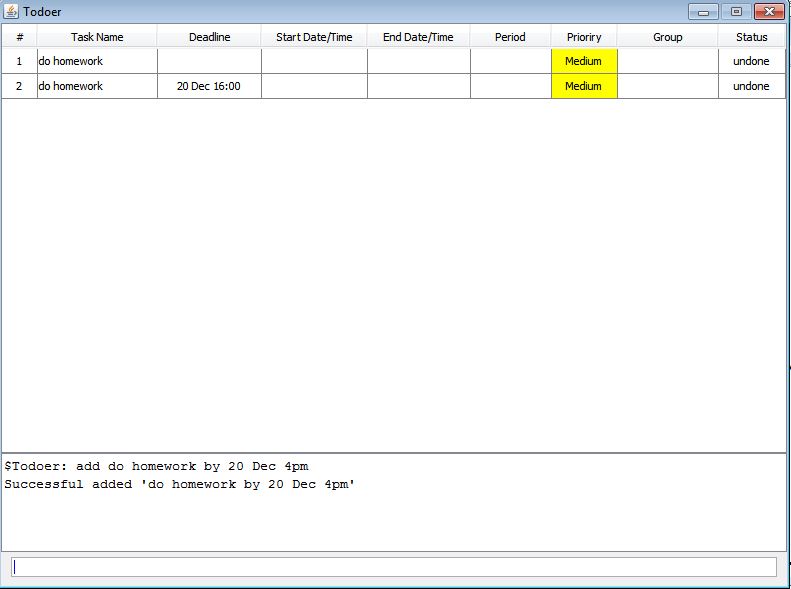 Todoer
# Task Name Deadline Start Date/Time End Date/Time Period Prioriry Group Status
1 do homework Medium undone
2 do homework 20 Dec 16:00 Medium undone
$Todoer: add do homework by 20 Dec 4pm
Successful added 'do homework by 20 Dec 4pm'